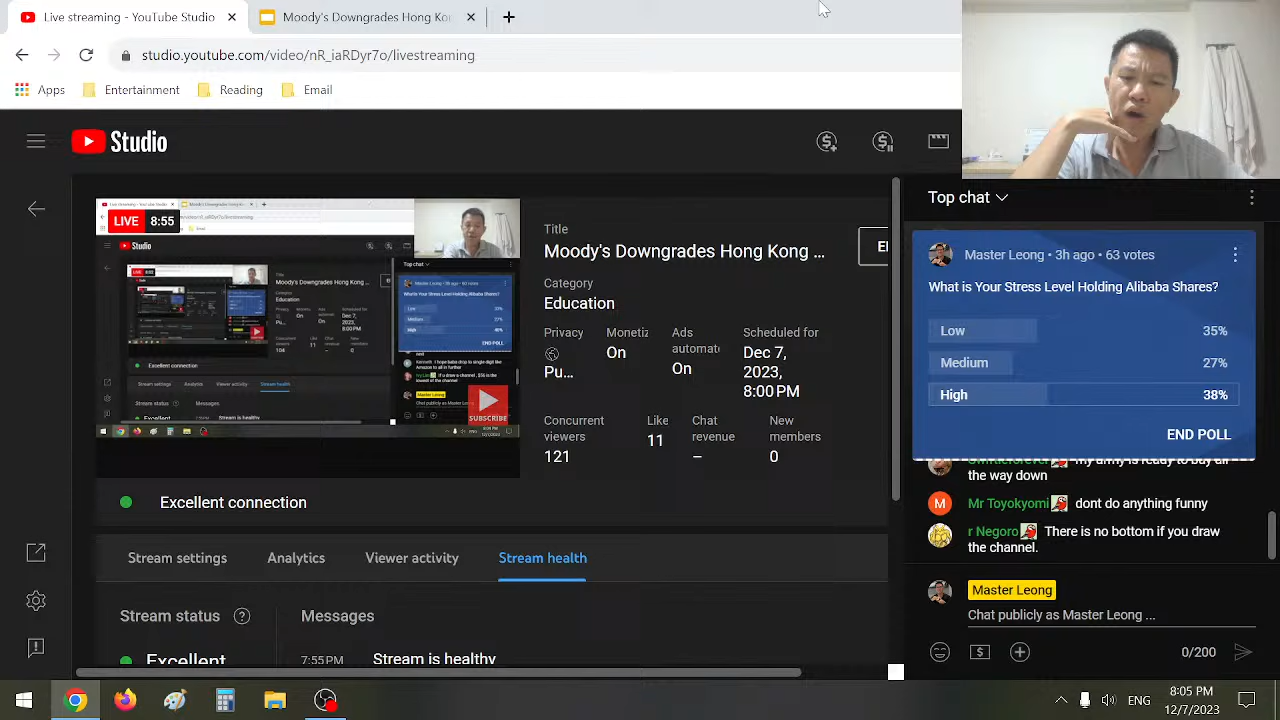 Live streaming - YouTube Studio
Moody's Downgrades Hong Ko
youtube.com/video/nR_iaRDyr7o/livestreaming
Apps
Entertainment
Reading
Email
Studio
LIVE 8:55
SUBSCRIBE
Title
Moody's Downgrades Hong Kong ...
Category
Education
Privacy
Pu...
Monetiz
On
Ads
automat
On
Scheduled for
Dec 7,
2023,
8:00 PM
Concurrent
viewers
121
Like
11
Chat
revenue
–
New
members
0
Excellent connection
Stream settings
Analytics
Viewer activity
Stream health
Stream status
Messages
Excellent
7:55 PM
Stream is healthy
Top chat
Master Leong • 3h ago • 63 votes
What is Your Stress Level Holding Alibaba Shares?
Low 35%
Medium 27%
High 38%
END POLL
the way down
Mr Toyokyomi dont do anything funny
r Negoro There is no bottom if you draw
the channel.
Master Leong
Chat publicly as Master Leong ...
0/200
ENG
8:05 PM
12/7/2023